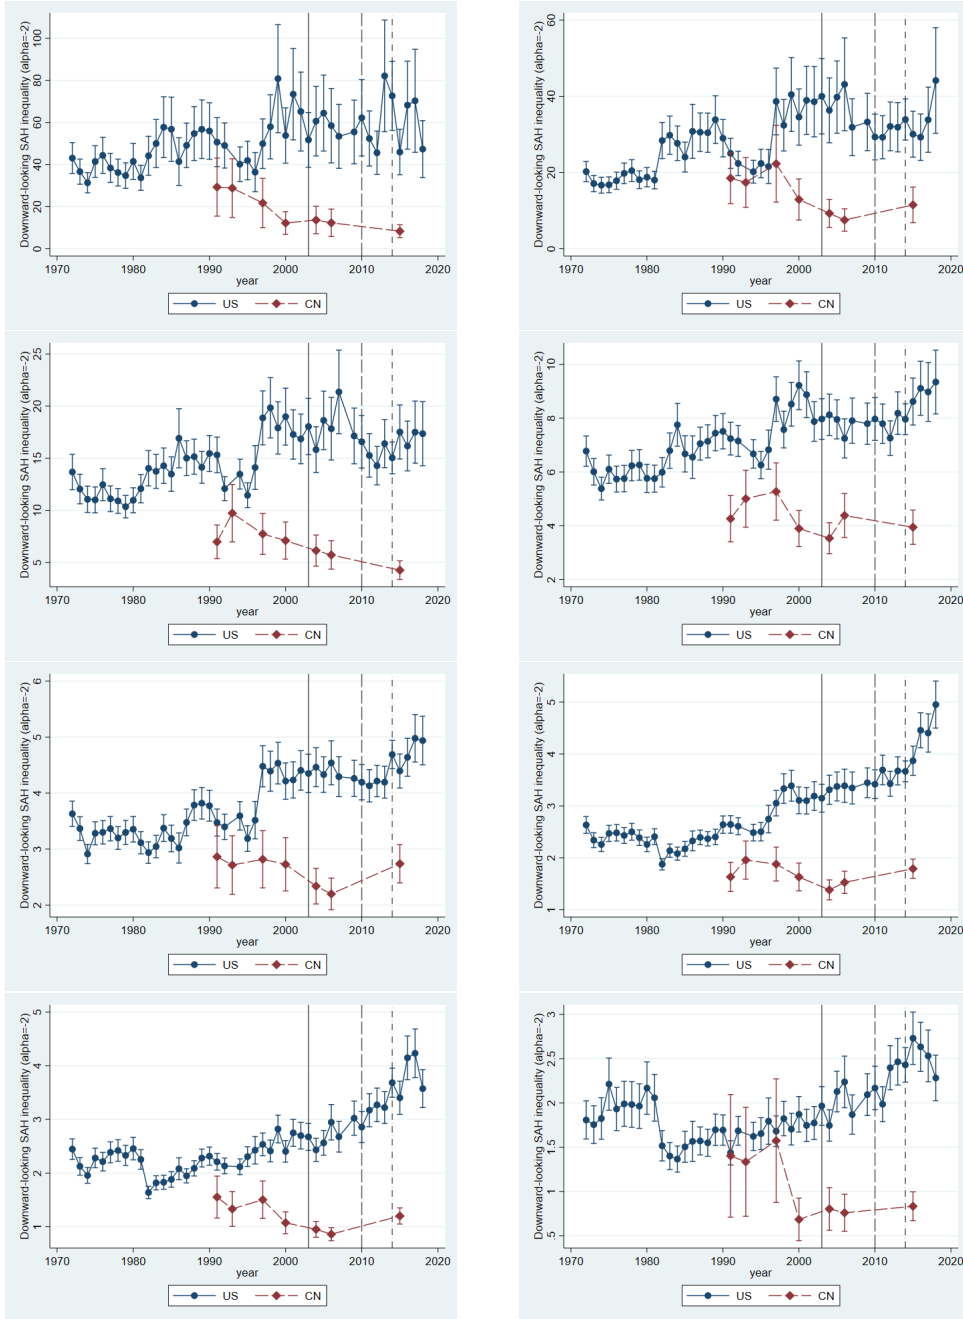 Downward-looking SAH inequality (alpha=-2)
100
80
60
40
20
0
1970 1980 1990 2000 2010 2020
year
US CN
Downward-looking SAH inequality (alpha=-2)
60
40
20
0
1970 1980 1990 2000 2010 2020
year
US CN
Downward-looking SAH inequality (alpha=-2)
25
20
15
10
5
1970 1980 1990 2000 2010 2020
year
US CN
Downward-looking SAH inequality (alpha=-2)
10
8
6
4
2
1970 1980 1990 2000 2010 2020
year
US CN
Downward-looking SAH inequality (alpha=-2)
6
5
4
3
2
1970 1980 1990 2000 2010 2020
year
US CN
Downward-looking SAH inequality (alpha=-2)
5
4
3
2
1
1970 1980 1990 2000 2010 2020
year
US CN
Downward-looking SAH inequality (alpha=-2)
5
4
3
2
1
1970 1980 1990 2000 2010 2020
year
US CN
Downward-looking SAH inequality (alpha=-2)
3
2.5
2
1.5
1
.5
1970 1980 1990 2000 2010 2020
year
US CN